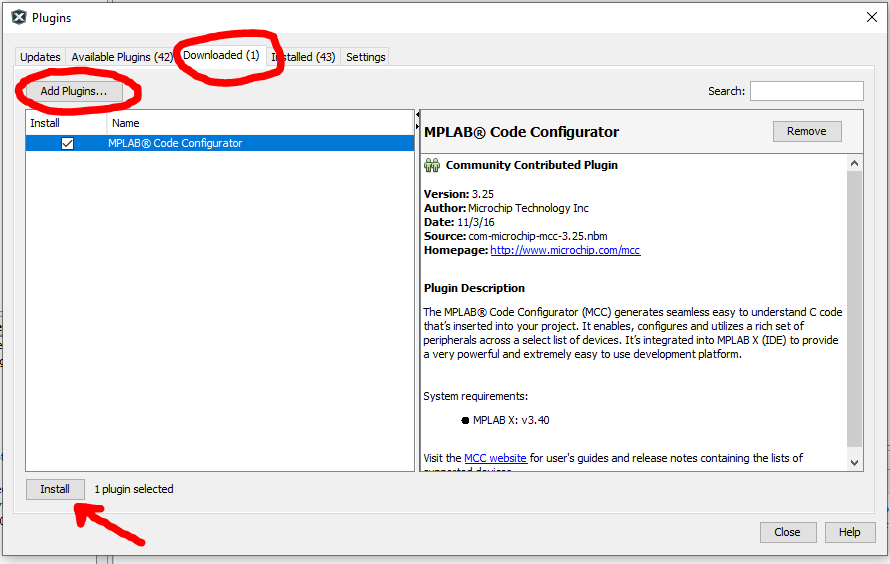 Plugins
Updates
Available Plugins (42)
Downloaded (1)
Installed (43)
Settings
Add Plugins...
Search:
Install Name
MPLAB® Code Configurator
MPLAB® Code Configurator
Remove
Community Contributed Plugin
Version: 3.25
Author: Microchip Technology Inc
Date: 11/3/16
Source: com-microchip-mcc-3.25.nbm
Homepage: http://www.microchip.com/mcc
Plugin Description
The MPLAB® Code Configurator (MCC) generates seamless easy to understand C code
that's inserted into your project. It enables, configures and utilizes a rich set of
peripherals across a select list of devices. It's integrated into MPLAB X (IDE) to provide
a very powerful and extremely easy to use development platform.
System requirements:
MPLAB X: v3.40
Visit the MCC website for user's guides and release notes containing the lists of
supported devices
Install
1 plugin selected
Close
Help